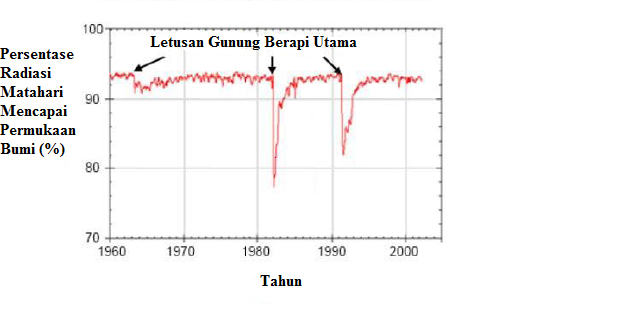 Letusan Gunung Berapi Utama
Persentase
Radiasi
Matahari
Mencapai
Permukaan
Bumi (%)
100
90
80
70
1960 1970 1980 1990 2000
Tahun